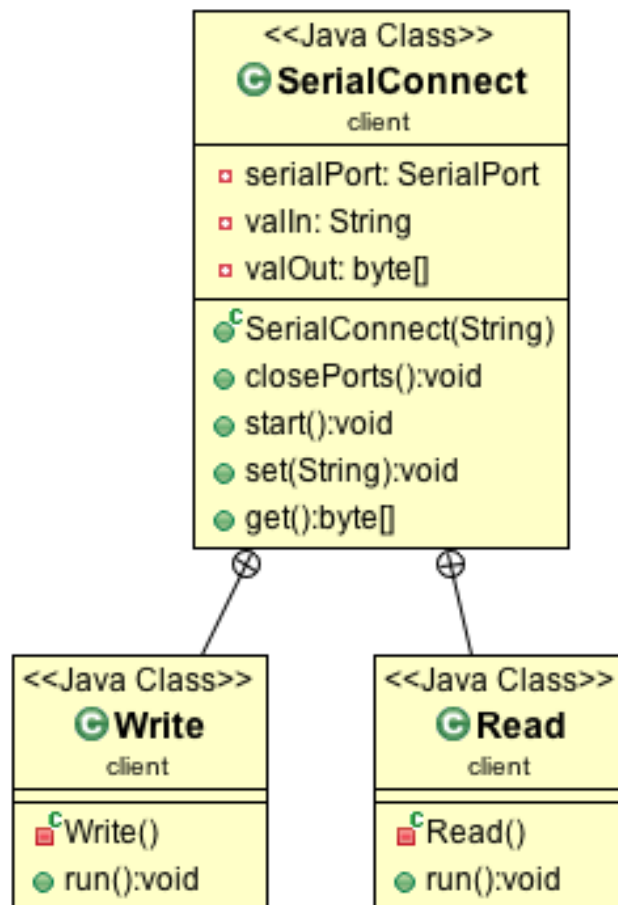 <<Java Class>>
SerialConnect
client
serialPort: SerialPort
valIn: String
valOut: byte[]
SerialConnect(String)
closePorts():void
start():void
set(String):void
get():byte[]
<<Java Class>>
Write
client
Write()
run():void
<<Java Class>>
Read
client
Read()
run():void